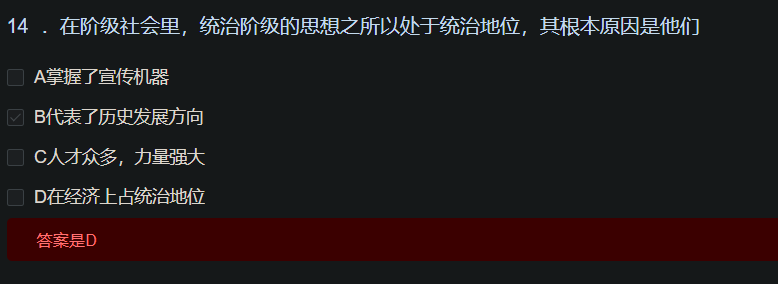 14 ．在阶级社会里，统治阶级的思想之所以处于统治地位，其根本原因是他们
A掌握了宣传机器
B代表了历史发展方向
C人才众多，力量强大
D在经济上占统治地位
答案是D